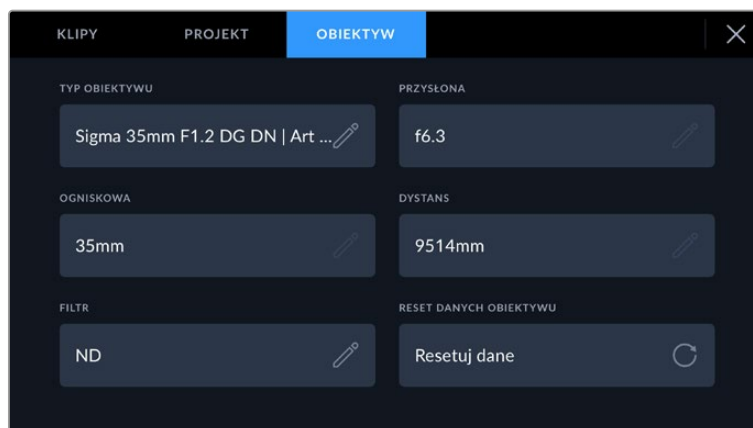 KLIPY PROJEKT OBIEKTYW
TYP OBIEKTYWU PRZYSŁONA
Sigma 35mm F1.2 DG DN | Art ... f6.3
OGNISKOWA DYSTANS
35mm 9514mm
FILTR RESET DANYCH OBIEKTYWU
ND Resetuj dane